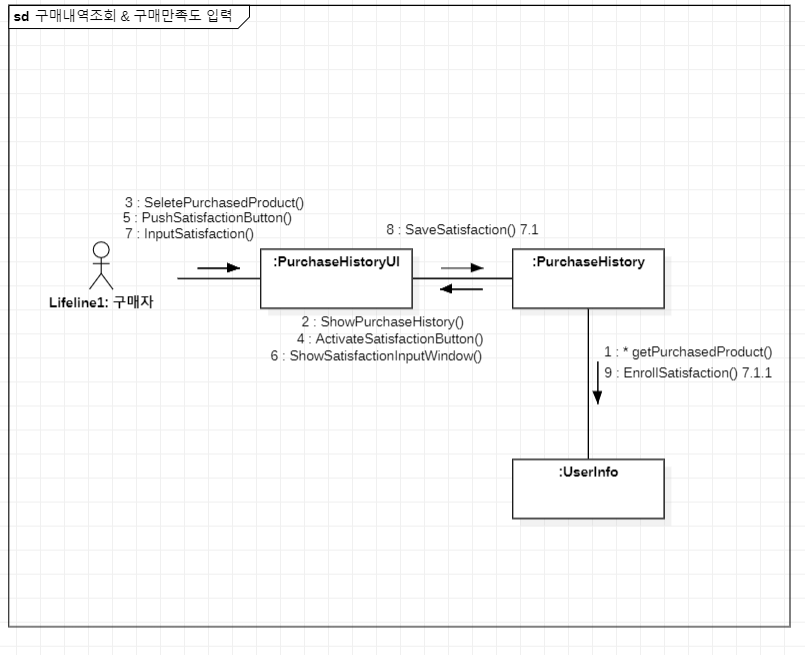 sd 구매내역조회 & 구매만족도 입력
3 : SeletePurchasedProduct()
5 : PushSatisfactionButton()
7 : InputSatisfaction()
8 : SaveSatisfaction() 7.1
:PurchaseHistoryUI
:PurchaseHistory
Lifeline1: 구매자
2 : ShowPurchaseHistory()
4 : ActivateSatisfactionButton()
6 : ShowSatisfactionInputWindow()
1 : * getPurchasedProduct()
9 : EnrollSatisfaction() 7.1.1
:UserInfo